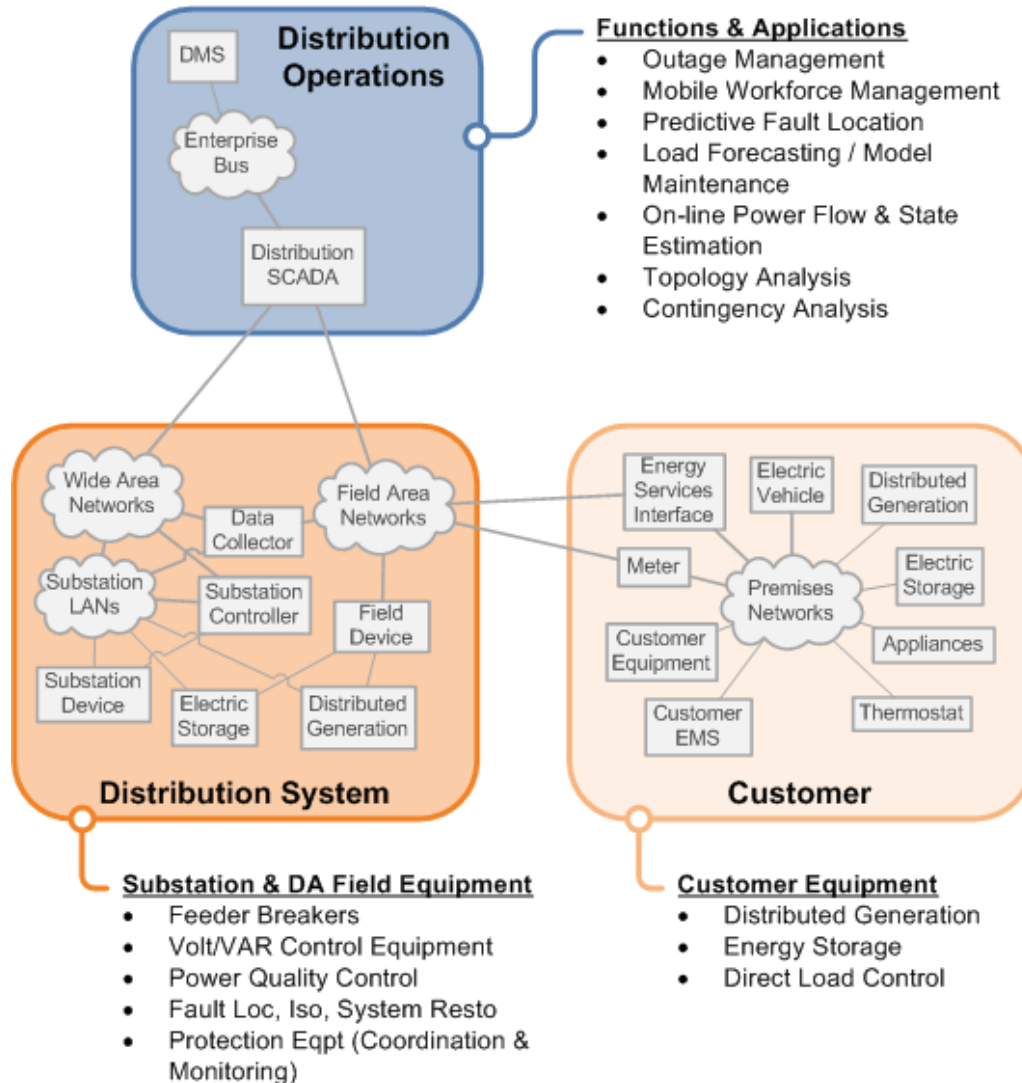 Distribution
Operations
DMS
Enterprise
Bus
Distribution
SCADA
Functions & Applications
• Outage Management
• Mobile Workforce Management
• Predictive Fault Location
• Load Forecasting / Model
Maintenance
• On-line Power Flow & State
Estimation
• Topology Analysis
• Contingency Analysis
Wide Area
Networks
Field Area
Networks
Data
Collector
Substation
LANs
Substation
Controller
Field
Device
Substation
Device
Electric
Storage
Distributed
Generation
Distribution System
Energy
Services
Interface
Electric
Vehicle
Distributed
Generation
Meter
Premises
Networks
Electric
Storage
Customer
Equipment
Appliances
Customer
EMS
Thermostat
Customer
Substation & DA Field Equipment
• Feeder Breakers
• Volt/VAR Control Equipment
• Power Quality Control
• Fault Loc, Iso, System Resto
• Protection Eqpt (Coordination &
Monitoring)
Customer Equipment
• Distributed Generation
• Energy Storage
• Direct Load Control